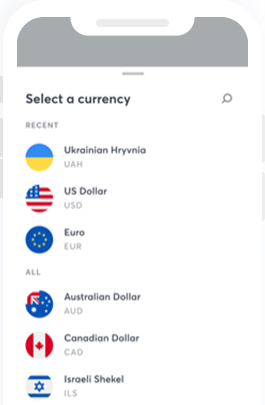 Select a currency
RECENT
Ukrainian Hryvnia
UAH
US Dollar
USD
Euro
EUR
ALL
Australian Dollar
AUD
Canadian Dollar
CAD
Israeli Shekel
ILS